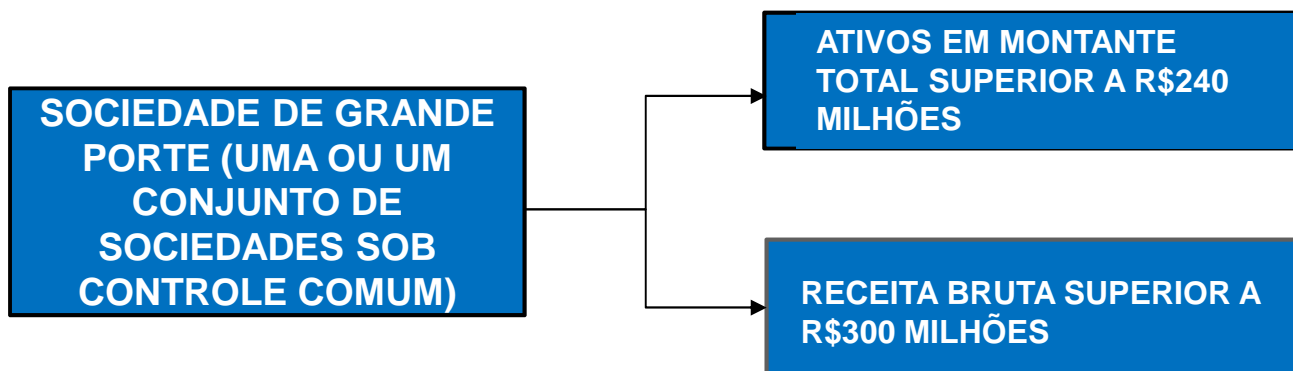 SOCIEDADE DE GRANDE
PORTE (UMA OU UM
CONJUNTO DE
SOCIEDADES SOB
CONTROLE COMUM)
ATIVOS EM MONTANTE
TOTAL SUPERIOR A R$240
MILHÕES
RECEITA BRUTA SUPERIOR A
R$300 MILHÕES